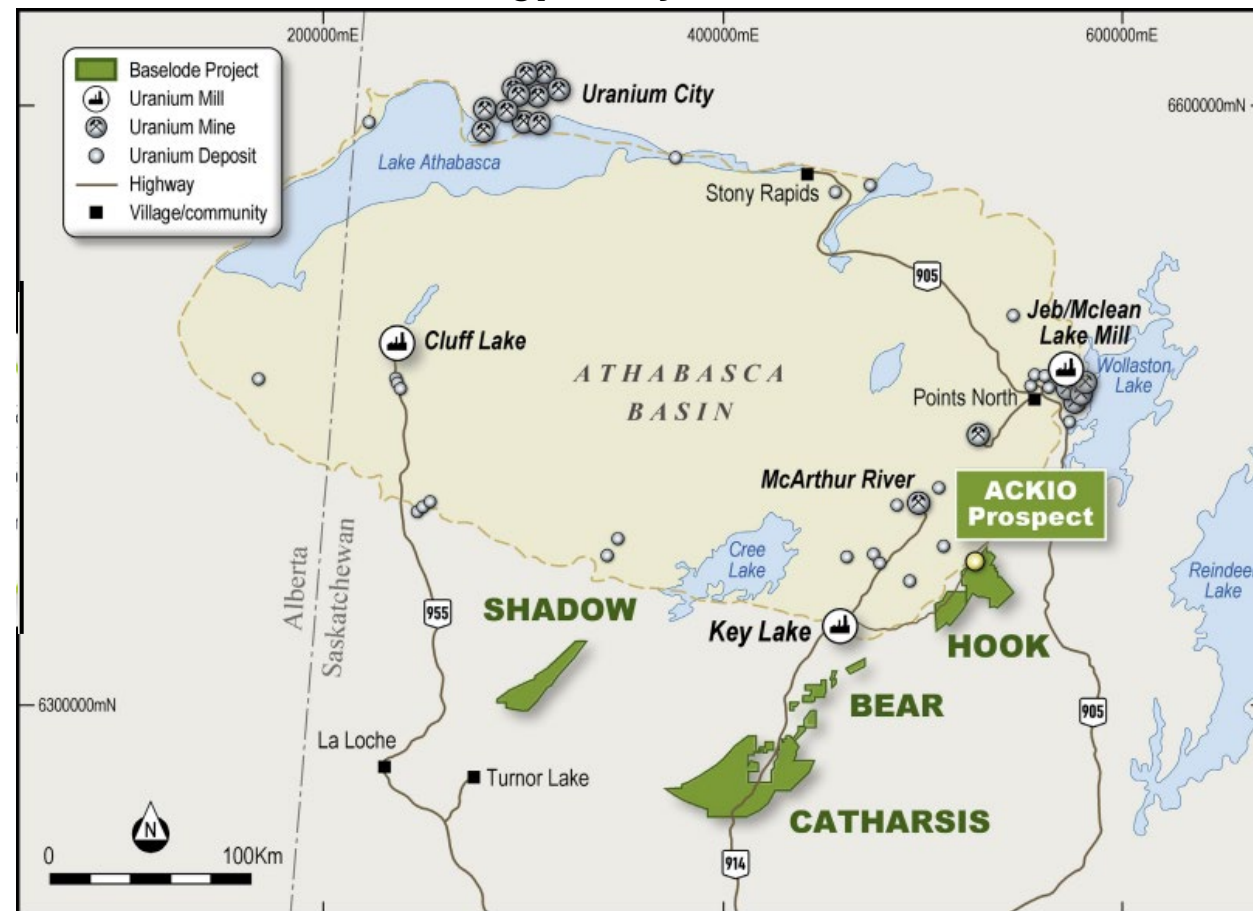 200000mE
400000mE
600000mE
Baselode Project
Uranium Mill
Uranium Mine
Uranium Deposit
Highway
Village/community
Uranium City
6600000mN
Lake Athabasca
Stony Rapids
905
Cluff Lake
Jeb/Mclean
Lake Mill
Wollaston
Lake
ATHABASCA
BASIN
Points North
McArthur River
ACKIO
Prospect
Cree
Lake
Reindeer
Lake
Alberta
Saskatchewan
955
SHADOW
Key Lake
HOOK
BEAR
6300000mN
905
La Loche
Turnor Lake
CATHARSIS
N
0
100Km
914